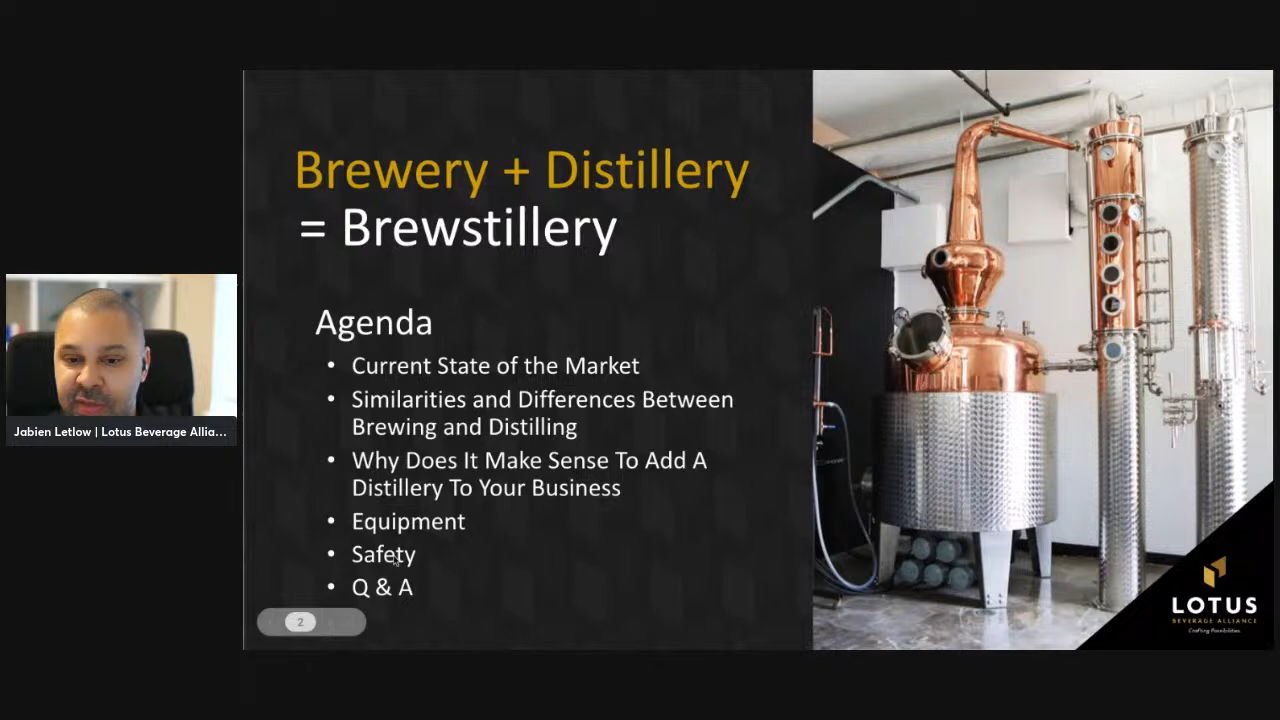 Brewery + Distillery
= Brewstillery
Agenda
• Current State of the Market
• Similarities and Differences Between
Brewing and Distilling
• Why Does It Make Sense To Add A
Distillery To Your Business
• Equipment
• Safety
• Q & A
2
Jabien Letlow | Lotus Beverage Allia...
LOTUS
BEVERAGE ALLIANCE
Crafting Possibilities